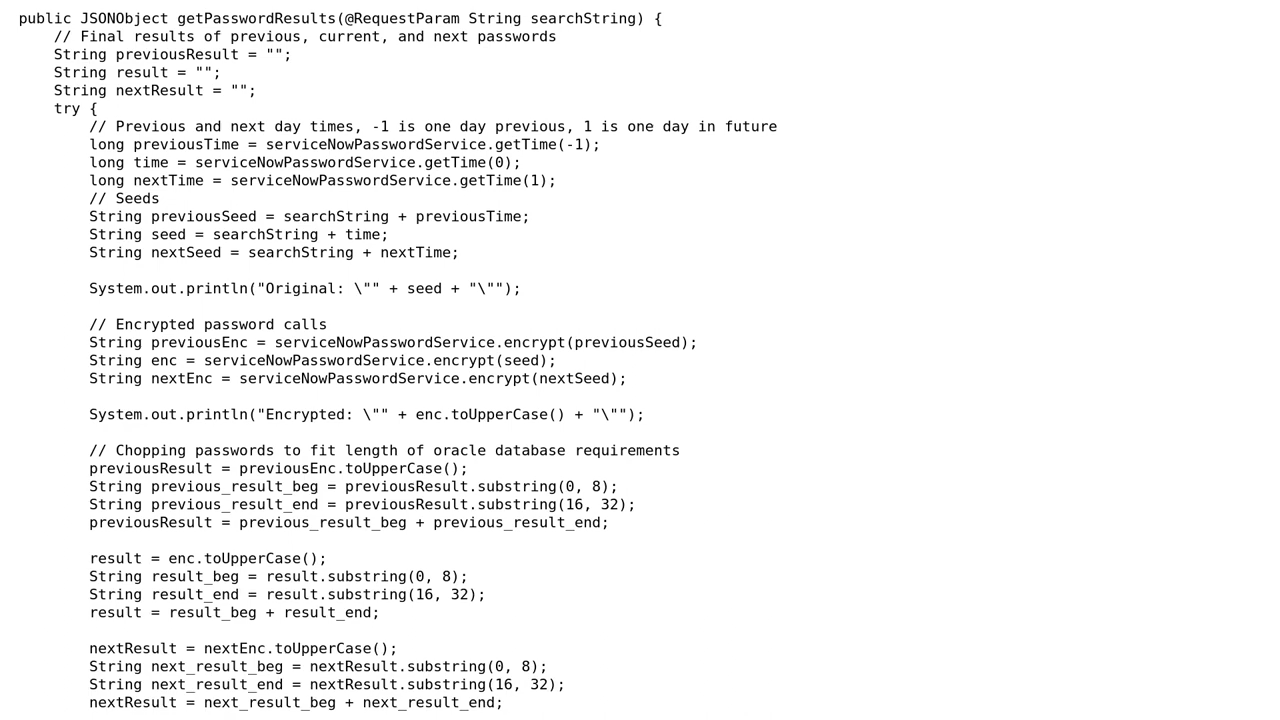 public JSONObject getPasswordResults(@RequestParam String searchString) {
    // Final results of previous, current, and next passwords
    String previousResult = "";
    String result = "";
    String nextResult = "";
    try {
        // Previous and next day times, -1 is one day previous, 1 is one day in future
        long previousTime = serviceNowPasswordService.getTime(-1);
        long time = serviceNowPasswordService.getTime(0);
        long nextTime = serviceNowPasswordService.getTime(1);
        // Seeds
        String previousSeed = searchString + previousTime;
        String seed = searchString + time;
        String nextSeed = searchString + nextTime;

        System.out.println("Original: \"" + seed + "\"");

        // Encrypted password calls
        String previousEnc = serviceNowPasswordService.encrypt(previousSeed);
        String enc = serviceNowPasswordService.encrypt(seed);
        String nextEnc = serviceNowPasswordService.encrypt(nextSeed);

        System.out.println("Encrypted: \"" + enc.toUpperCase() + "\"");

        // Chopping passwords to fit length of oracle database requirements
        previousResult = previousEnc.toUpperCase();
        String previous_result_beg = previousResult.substring(0, 8);
        String previous_result_end = previousResult.substring(16, 32);
        previousResult = previous_result_beg + previous_result_end;

        result = enc.toUpperCase();
        String result_beg = result.substring(0, 8);
        String result_end = result.substring(16, 32);
        result = result_beg + result_end;

        nextResult = nextEnc.toUpperCase();
        String next_result_beg = nextResult.substring(0, 8);
        String next_result_end = nextResult.substring(16, 32);
        nextResult = next_result_beg + next_result_end;